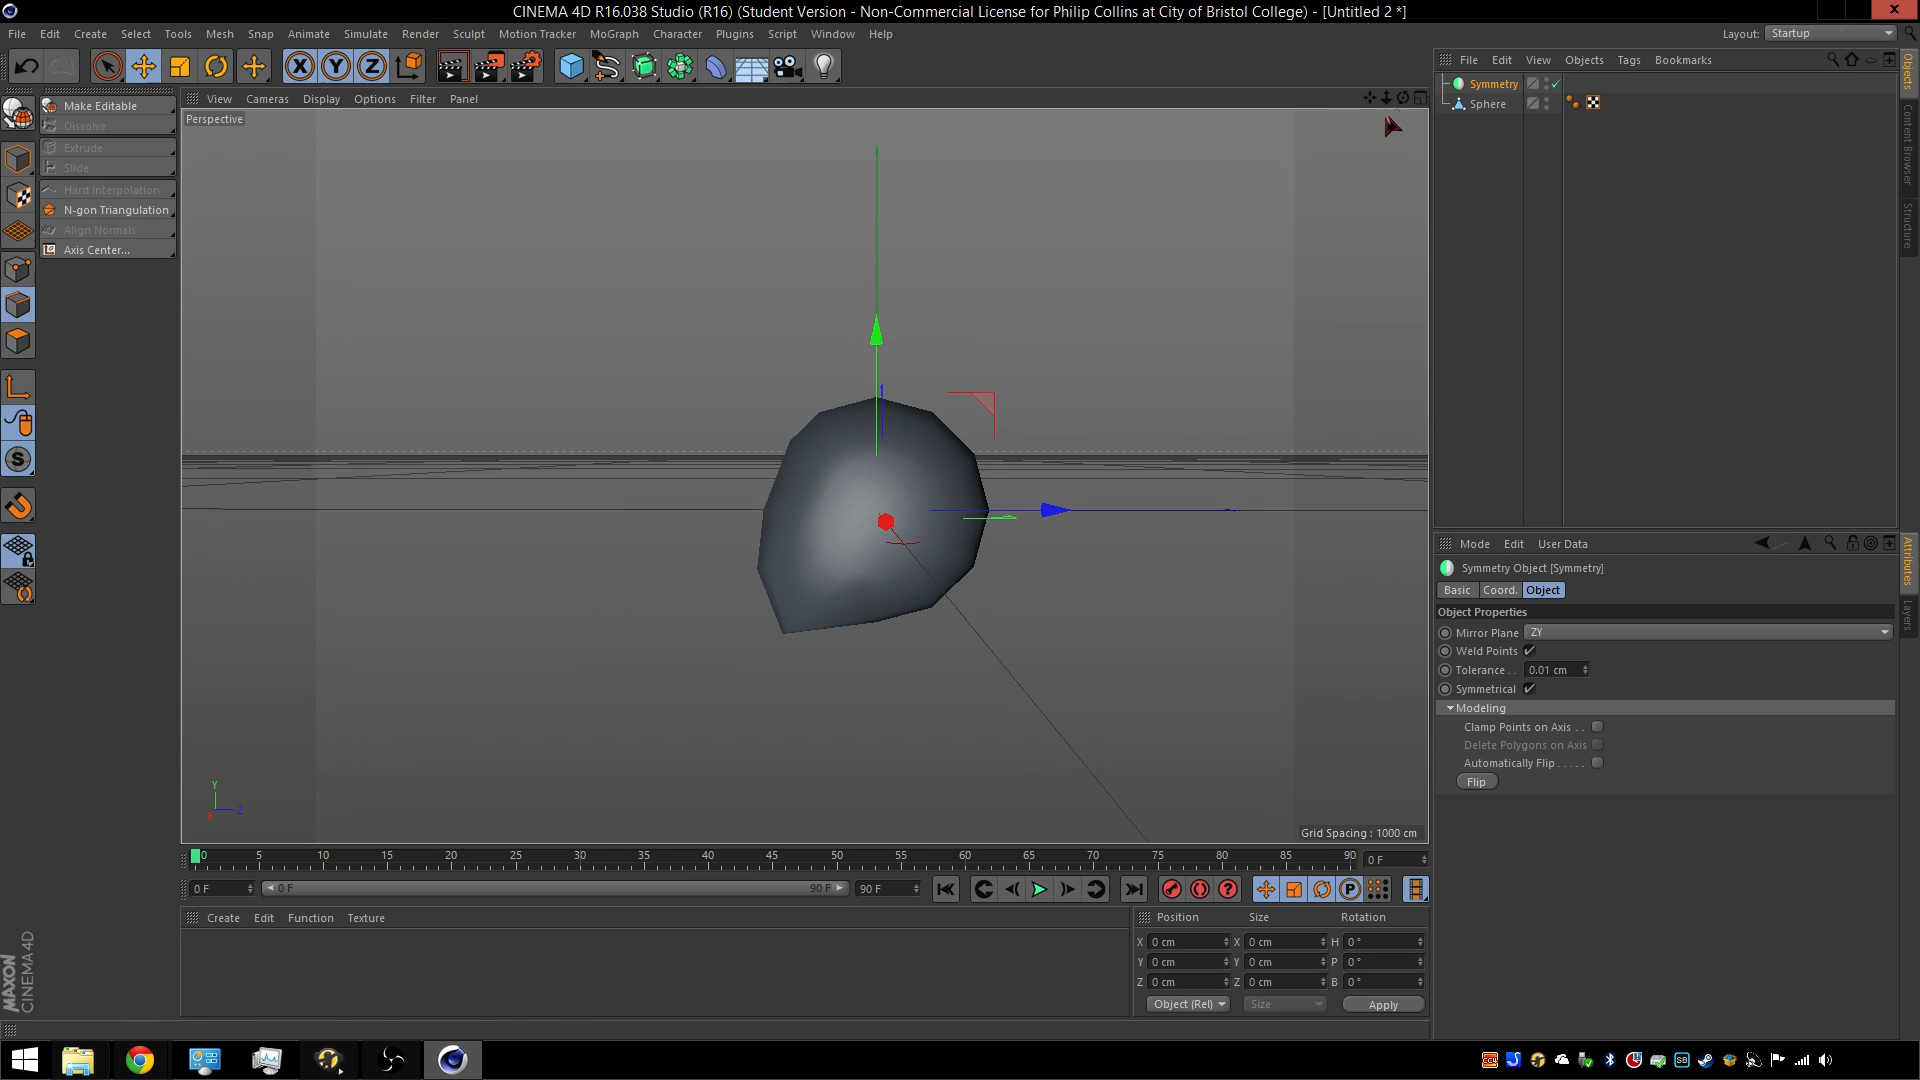 CINEMA 4D R16.038 Studio (R16) (Student Version - Non-Commercial License for Philip Collins at City of Bristol College) - [Untitled 2 *]
File Edit Create Select Tools Mesh Snap Animate Simulate Render Sculpt Motion Tracker MoGraph Character Plugins Script Window Help
Layout: Startup
X Y Z
File Edit View Objects Tags Bookmarks
Symmetry
Sphere
Objects
Content Browser
Structure
Make Editable
Dissolve
Extrude
Slide
Hard Interpolation
N-gon Triangulation
Align Normals
Axis Center...
S
View Cameras Display Options Filter Panel
Perspective
Y
Z
X
Grid Spacing : 1000 cm
Mode Edit User Data
Attributes
Layers
Symmetry Object [Symmetry]
Basic Coord. Object
Object Properties
Mirror Plane ZY
Weld Points
Tolerance . . 0.01 cm
Symmetrical
Modeling
Clamp Points on Axis . .
Delete Polygons on Axis
Automatically Flip . . . . .
Flip
0 5 10 15 20 25 30 35 40 45 50 55 60 65 70 75 80 85 90 0 F
0 F 0 F 90 F 90 F
? P
Create Edit Function Texture
Position Size Rotation
X 0 cm X 0 cm H 0 °
Y 0 cm Y 0 cm P 0 °
Z 0 cm Z 0 cm B 0 °
Object (Rel) Size Apply
MAXON
CINEMA 4D